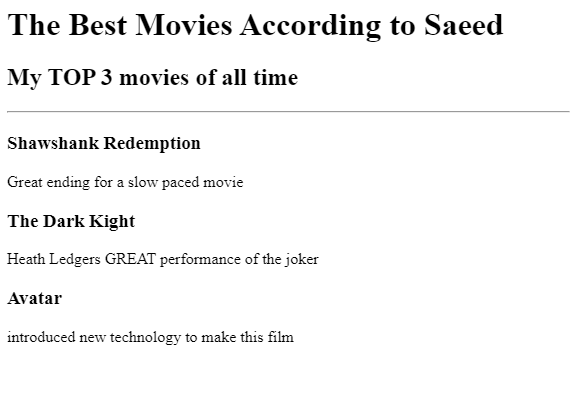 The Best Movies According to Saeed
My TOP 3 movies of all time
Shawshank Redemption
Great ending for a slow paced movie
The Dark Kight
Heath Ledgers GREAT performance of the joker
Avatar
introduced new technology to make this film